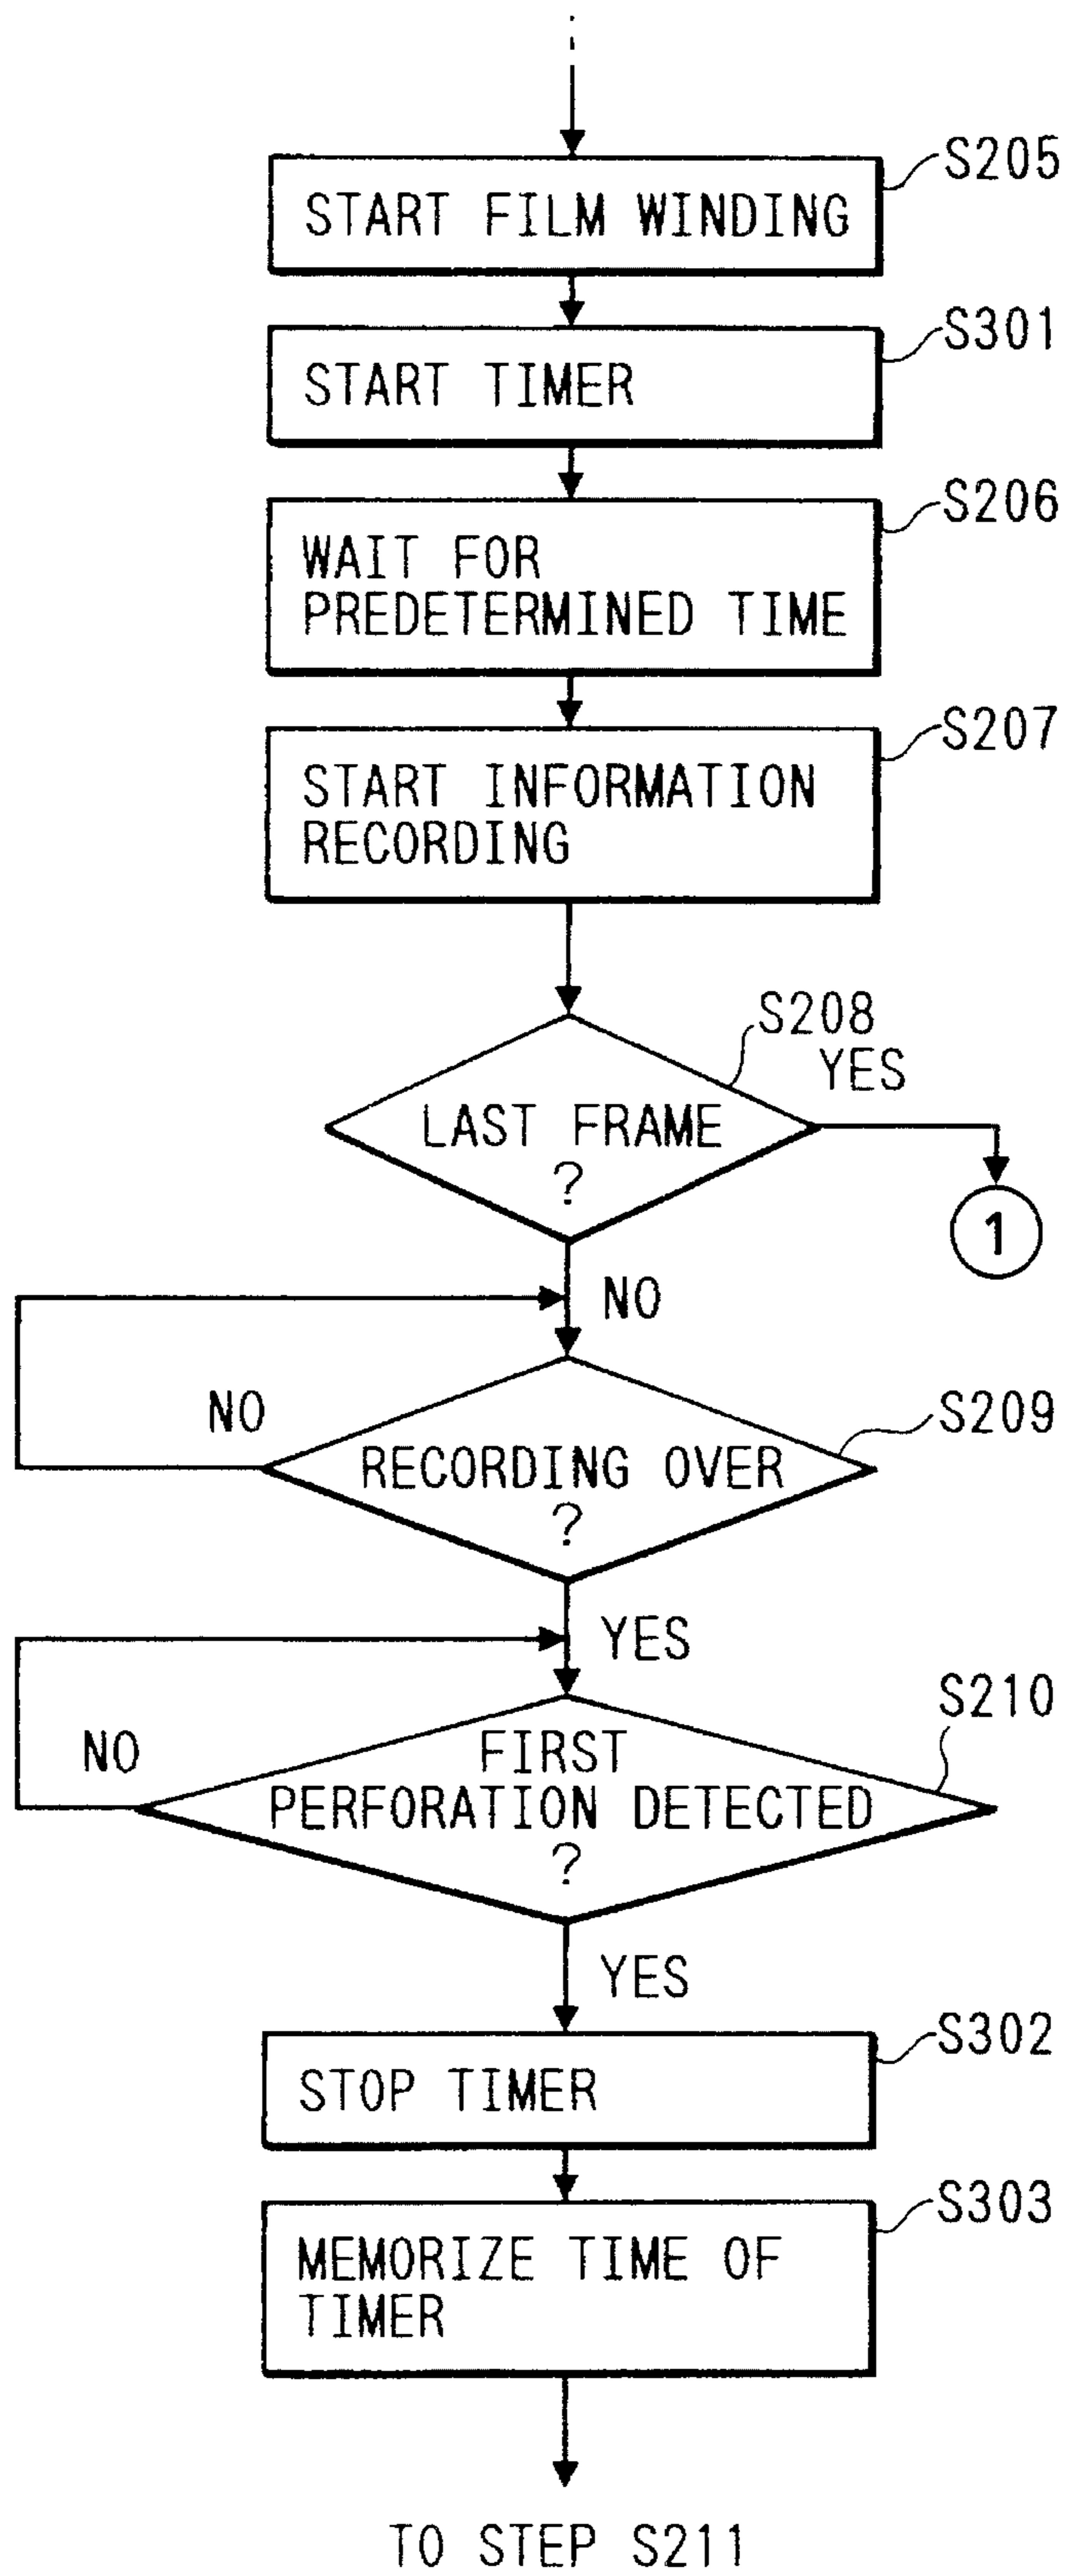 S205
START FILM WINDING
S301
START TIMER
S206
WAIT FOR
PREDETERMINED TIME
S207
START INFORMATION
RECORDING
S208
YES
LAST FRAME
?
1
NO
NO
S209
RECORDING OVER
?
YES
S210
NO
FIRST
PERFORATION DETECTED
?
YES
S302
STOP TIMER
S303
MEMORIZE TIME OF
TIMER
TO STEP S211